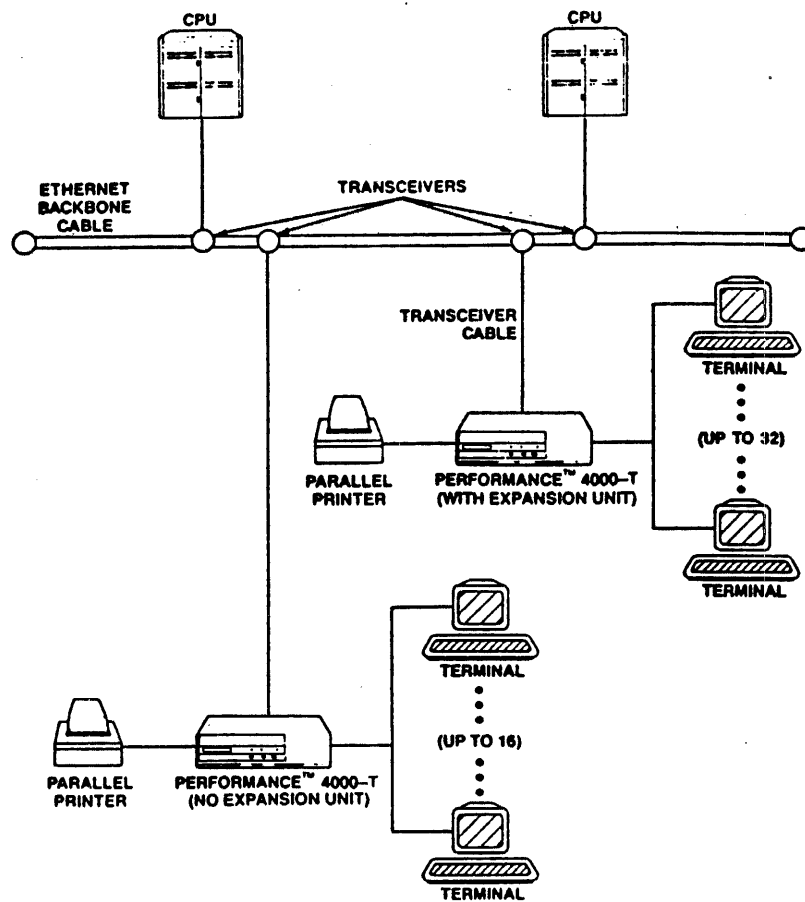 CPU
CPU
ETHERNET
BACKBONE
CABLE
TRANSCEIVERS
TRANSCEIVER
CABLE
TERMINAL
(UP TO 32)
PARALLEL
PRINTER
PERFORMANCE™ 4000–T
(WITH EXPANSION UNIT)
TERMINAL
TERMINAL
(UP TO 16)
PARALLEL
PRINTER
PERFORMANCE™ 4000–T
(NO EXPANSION UNIT)
TERMINAL